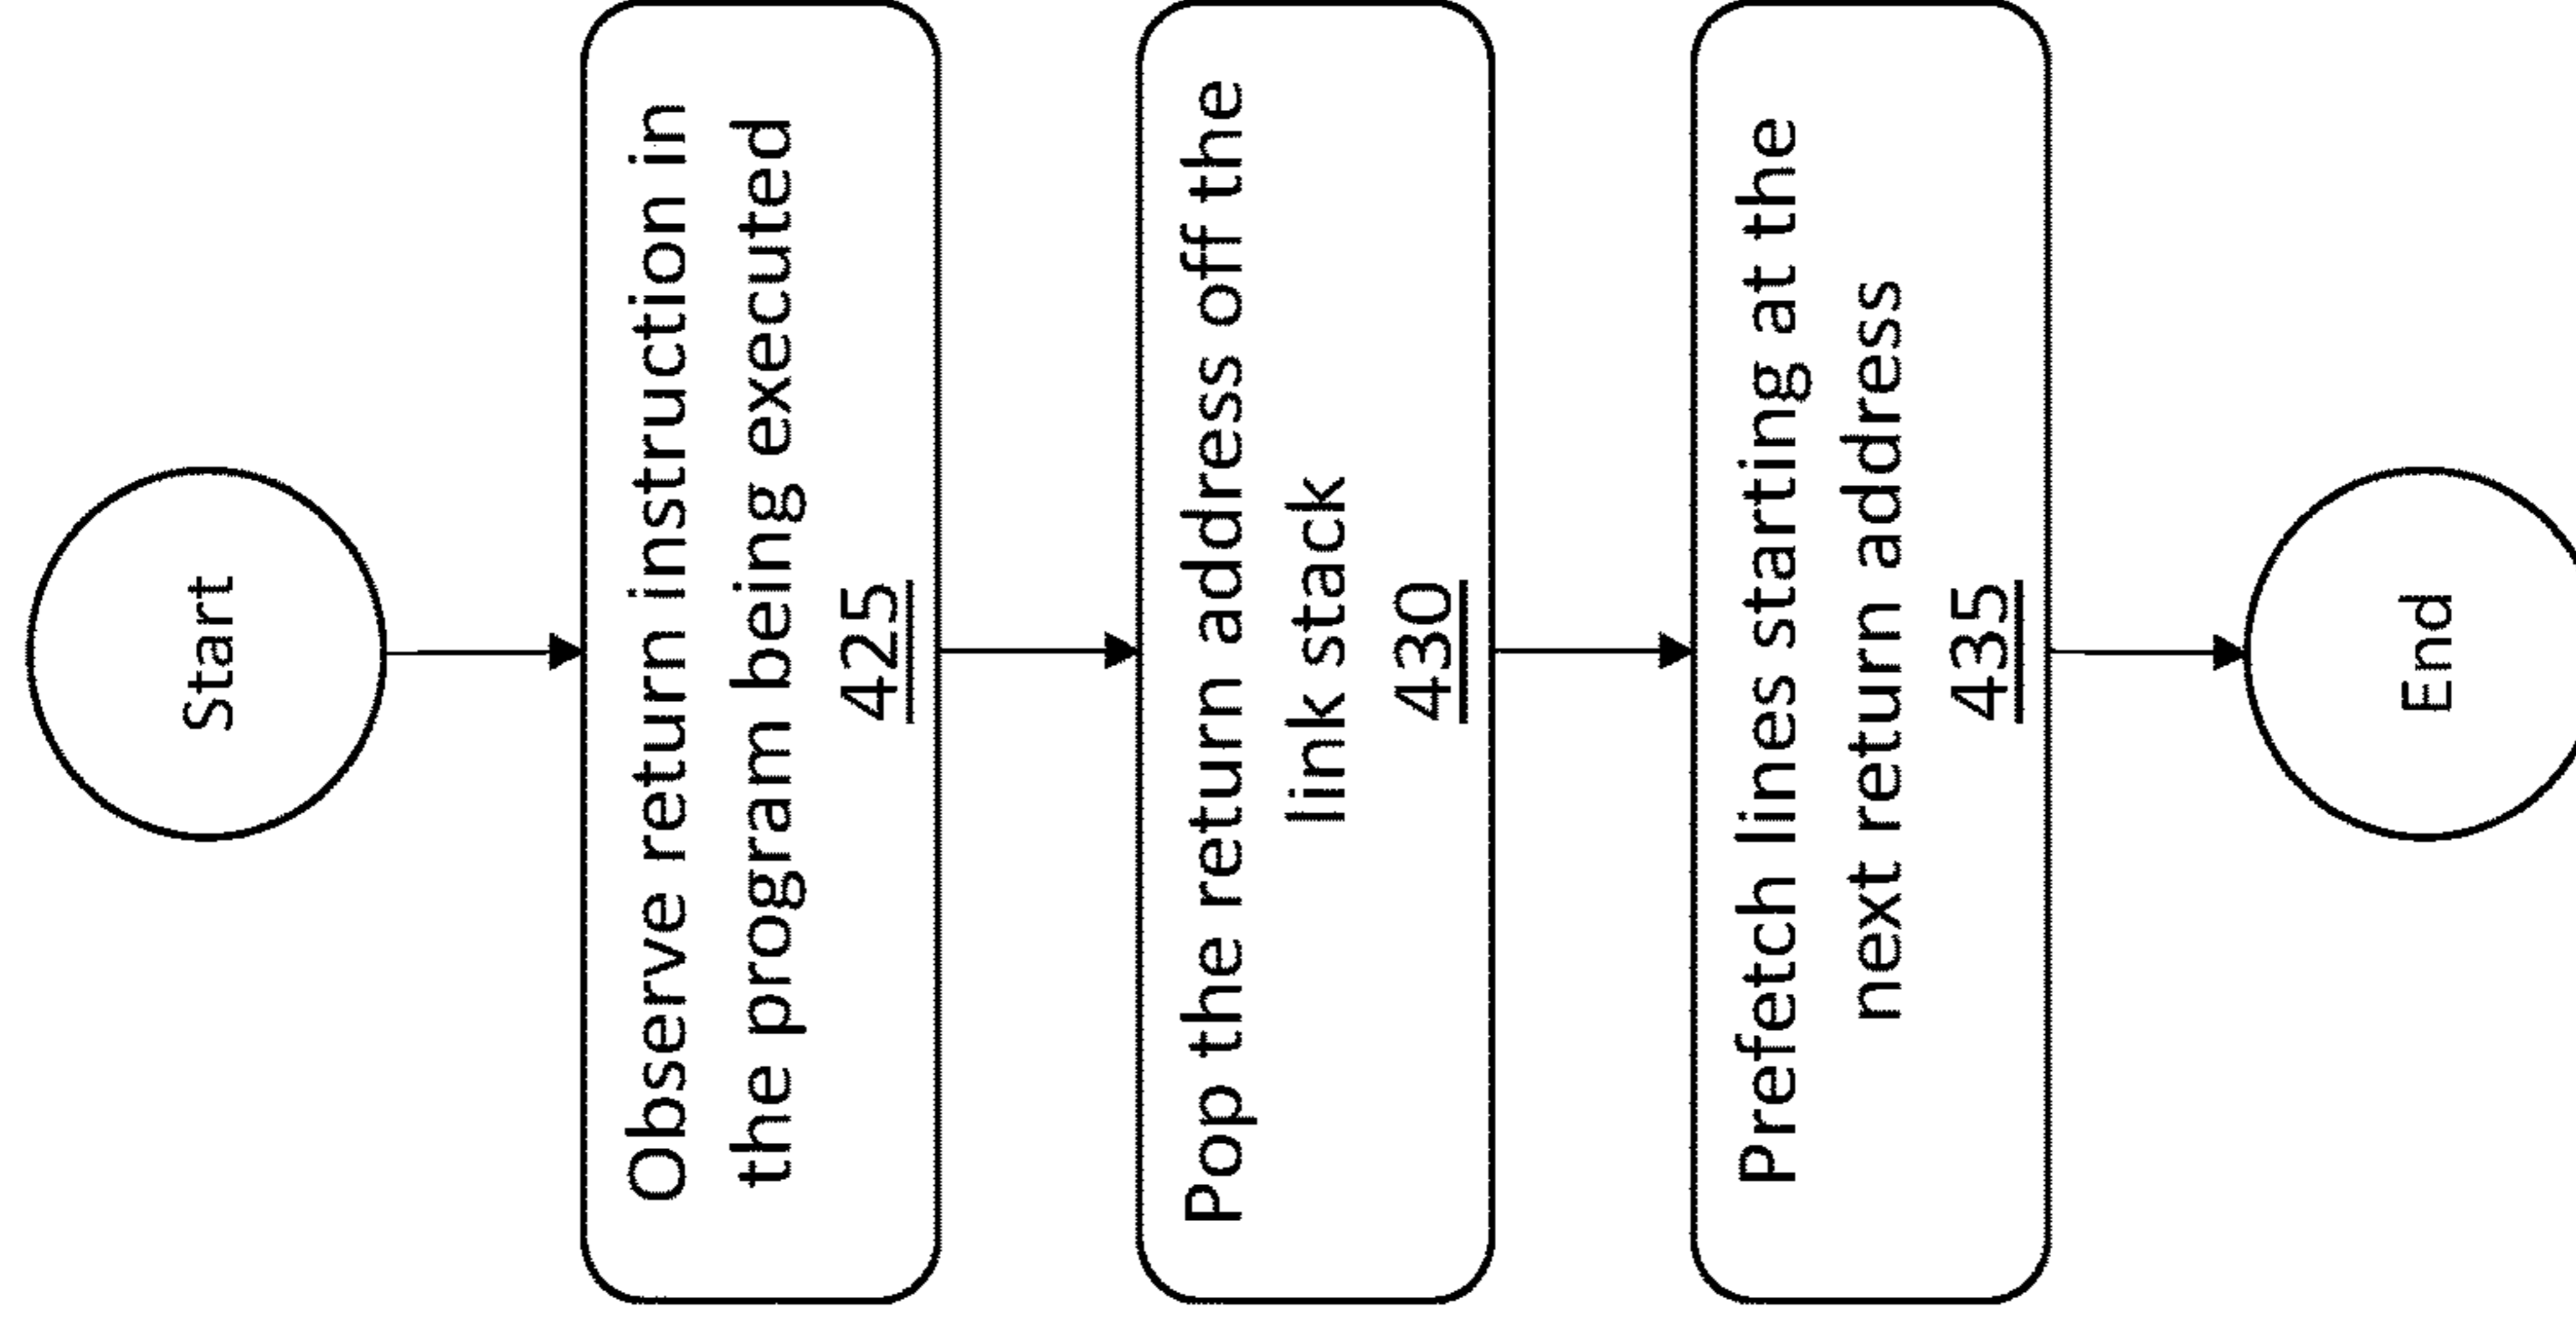 Start
Observe return instruction in
the program being executed
425
Pop the return address off the
link stack
430
Prefetch lines starting at the
next return address
435
End